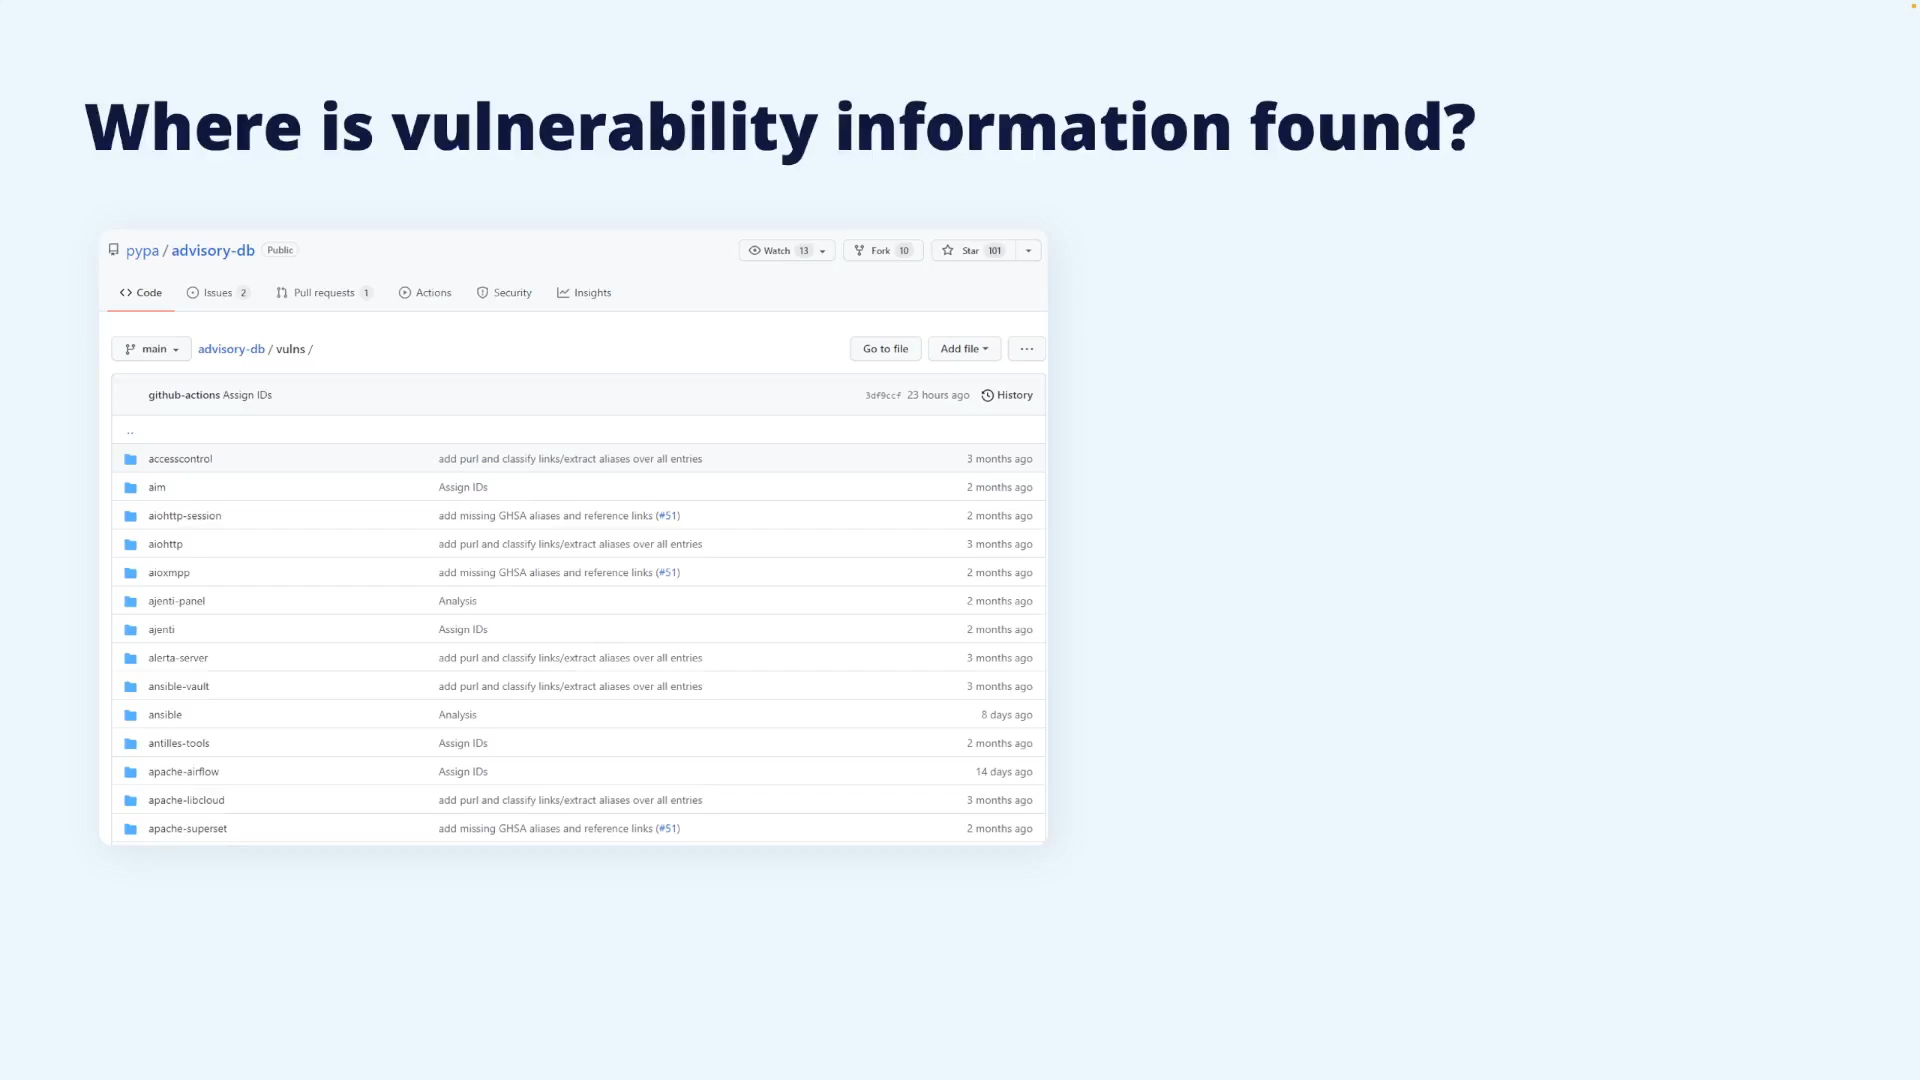 Where is vulnerability information found?
pypa / advisory-db Public Watch 13 Fork 10 Star 101
Code Issues 2 Pull requests 1 Actions Security Insights
main advisory-db / vulns / Go to file Add file ···
github-actions Assign IDs 3df9ccf 23 hours ago History
..
accesscontrol add purl and classify links/extract aliases over all entries 3 months ago
aim Assign IDs 2 months ago
aiohttp-session add missing GHSA aliases and reference links (#51) 2 months ago
aiohttp add purl and classify links/extract aliases over all entries 3 months ago
aioxmpp add missing GHSA aliases and reference links (#51) 2 months ago
ajenti-panel Analysis 2 months ago
ajenti Assign IDs 2 months ago
alerta-server add purl and classify links/extract aliases over all entries 3 months ago
ansible-vault add purl and classify links/extract aliases over all entries 3 months ago
ansible Analysis 8 days ago
antilles-tools Assign IDs 2 months ago
apache-airflow Assign IDs 14 days ago
apache-libcloud add purl and classify links/extract aliases over all entries 3 months ago
apache-superset add missing GHSA aliases and reference links (#51) 2 months ago